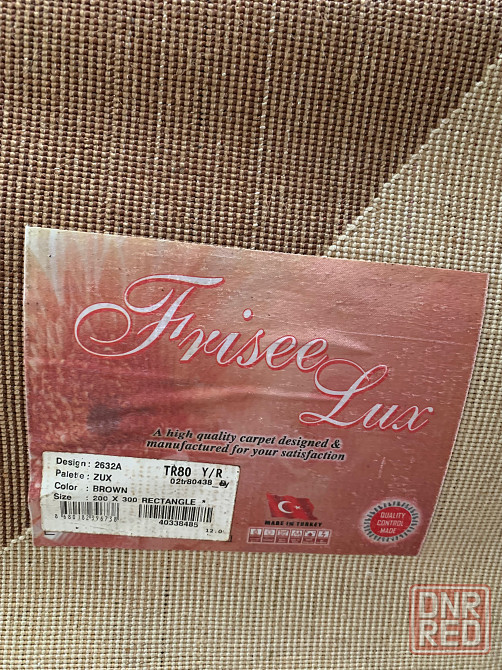 Frisee
Lux
A high quality carpet designed &
manufactured for your satisfaction
Design: 2632A
TR80 Y/R
Palete: ZUX
Color : BROWN
Size : 200 X 300 RECTANGLE *
40338485
MADE IN TURKEY
QUALITY
CONTROL
MADE
DNR
RED